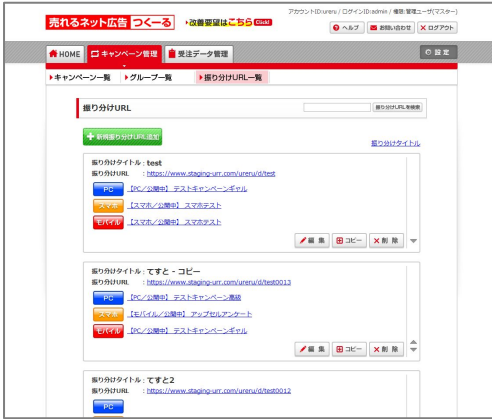 アカウントID:ureru / ログインID:admin / 種類:管理ユーザ(マスター)
売れるネット広告 つくーる
改善要望はこちら Click!
ヘルプ お問い合わせ ログアウト
HOME キャンペーン管理 受注データ管理 設定
キャンペーン一覧 グループ一覧 振り分けURL一覧
振り分けURL 振り分けURLを検索
新規振り分けURL追加
振り分けタイトル
振り分けタイトル : test
振り分けURL : https://www.staging-urr.com/ureru/d/test
PC 【PC/公開中】 テストキャンペーンギャル
スマホ 【スマホ/公開中】 スマホテスト
モバイル 【スマホ/公開中】 スマホテスト
編 集 コピー 削 除
振り分けタイトル : てすと - コピー
振り分けURL : https://www.staging-urr.com/ureru/d/test0013
PC 【PC/公開中】 テストキャンペーン高級
スマホ 【モバイル/公開中】 アップセルアンケート
モバイル 【PC/公開中】 テストキャンペーンギャル
編 集 コピー 削 除
振り分けタイトル : てすと2
振り分けURL : https://www.staging-urr.com/ureru/d/test0012
PC